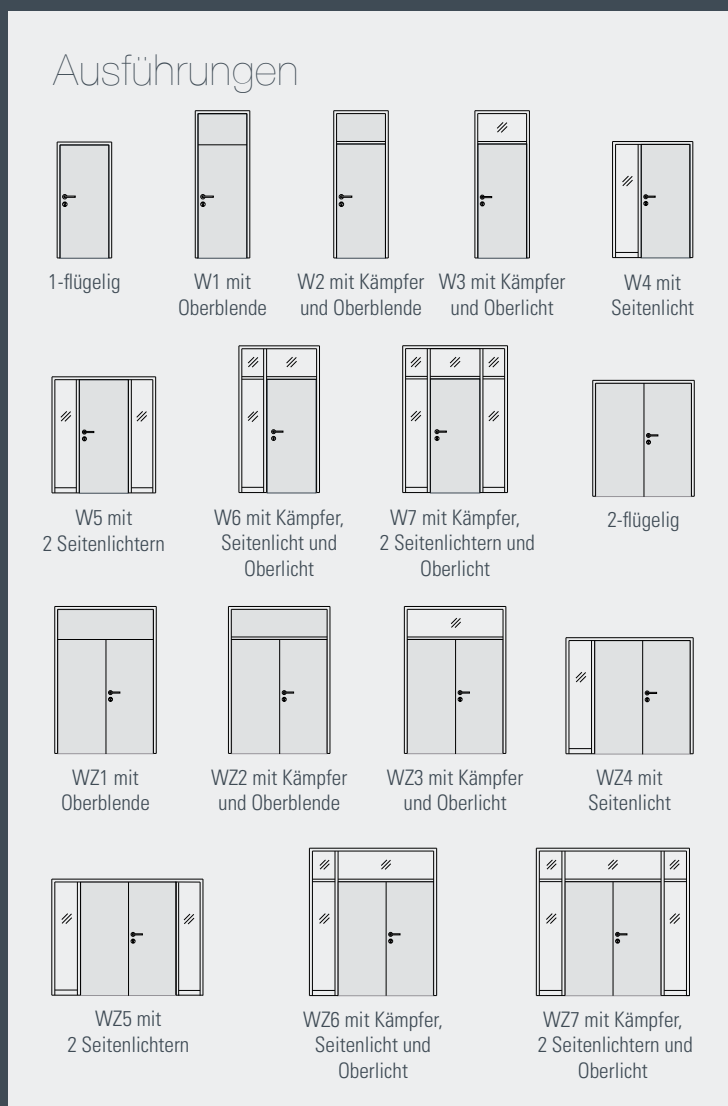 Ausführungen
1-flügelig
W1 mit
Oberblende
W2 mit Kämpfer
und Oberblende
W3 mit Kämpfer
und Oberlicht
W4 mit
Seitenlicht
W5 mit
2 Seitenlichtern
W6 mit Kämpfer,
Seitenlicht und
Oberlicht
W7 mit Kämpfer,
2 Seitenlichtern und
Oberlicht
2-flügelig
WZ1 mit
Oberblende
WZ2 mit Kämpfer
und Oberblende
WZ3 mit Kämpfer
und Oberlicht
WZ4 mit
Seitenlicht
WZ5 mit
2 Seitenlichtern
WZ6 mit Kämpfer,
Seitenlicht und
Oberlicht
WZ7 mit Kämpfer,
2 Seitenlichtern und
Oberlicht